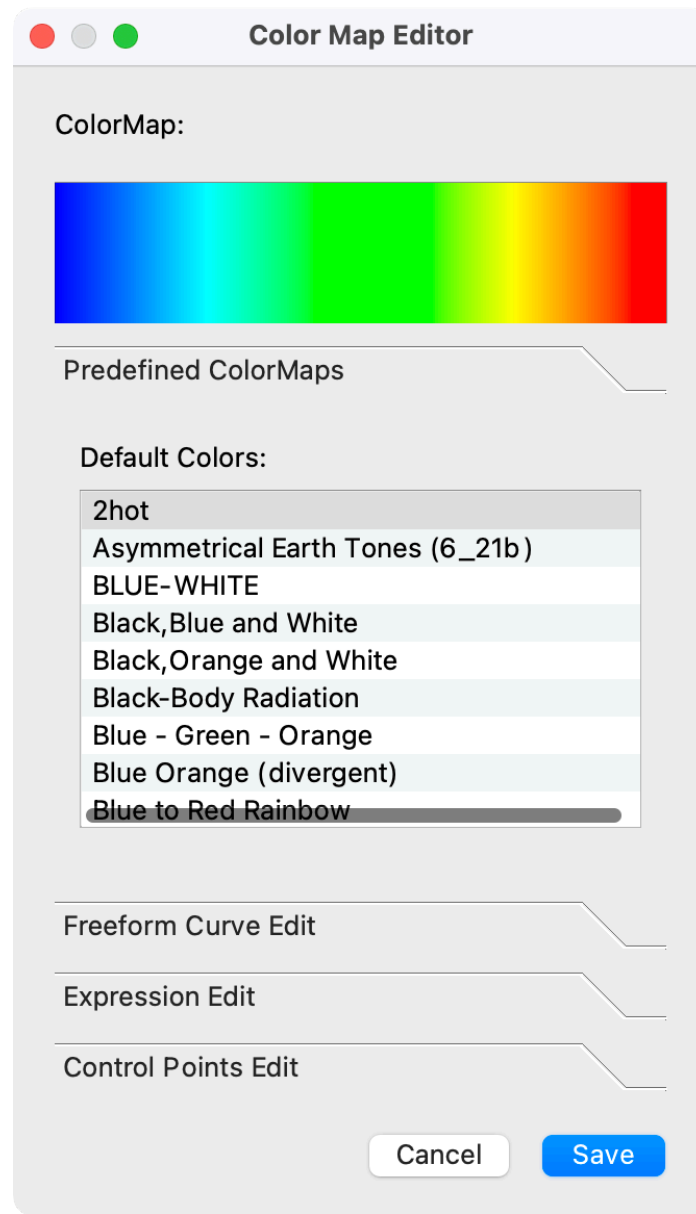 Color Map Editor
ColorMap:
Predefined ColorMaps
Default Colors:
2hot
Asymmetrical Earth Tones (6_21b)
BLUE-WHITE
Black,Blue and White
Black,Orange and White
Black-Body Radiation
Blue - Green - Orange
Blue Orange (divergent)
Blue to Red Rainbow
Freeform Curve Edit
Expression Edit
Control Points Edit
Cancel
Save